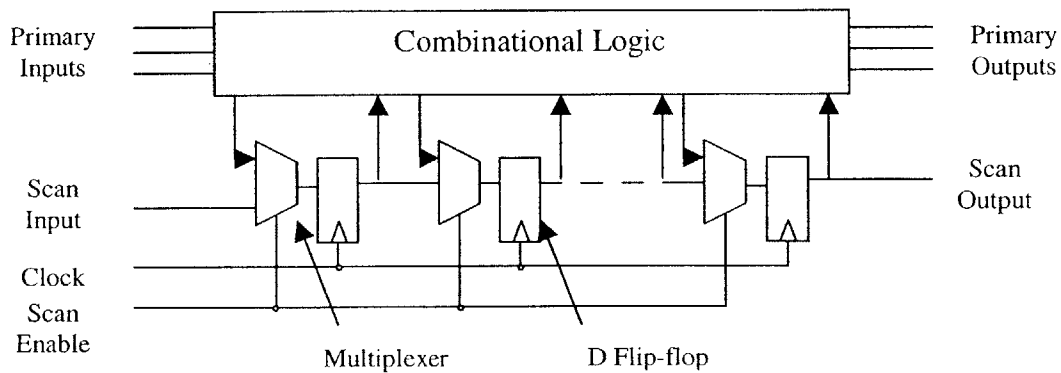 Primary
Inputs
Combinational Logic
Primary
Outputs
Scan
Input
Scan
Output
Clock
Scan
Enable
Multiplexer
D Flip-flop